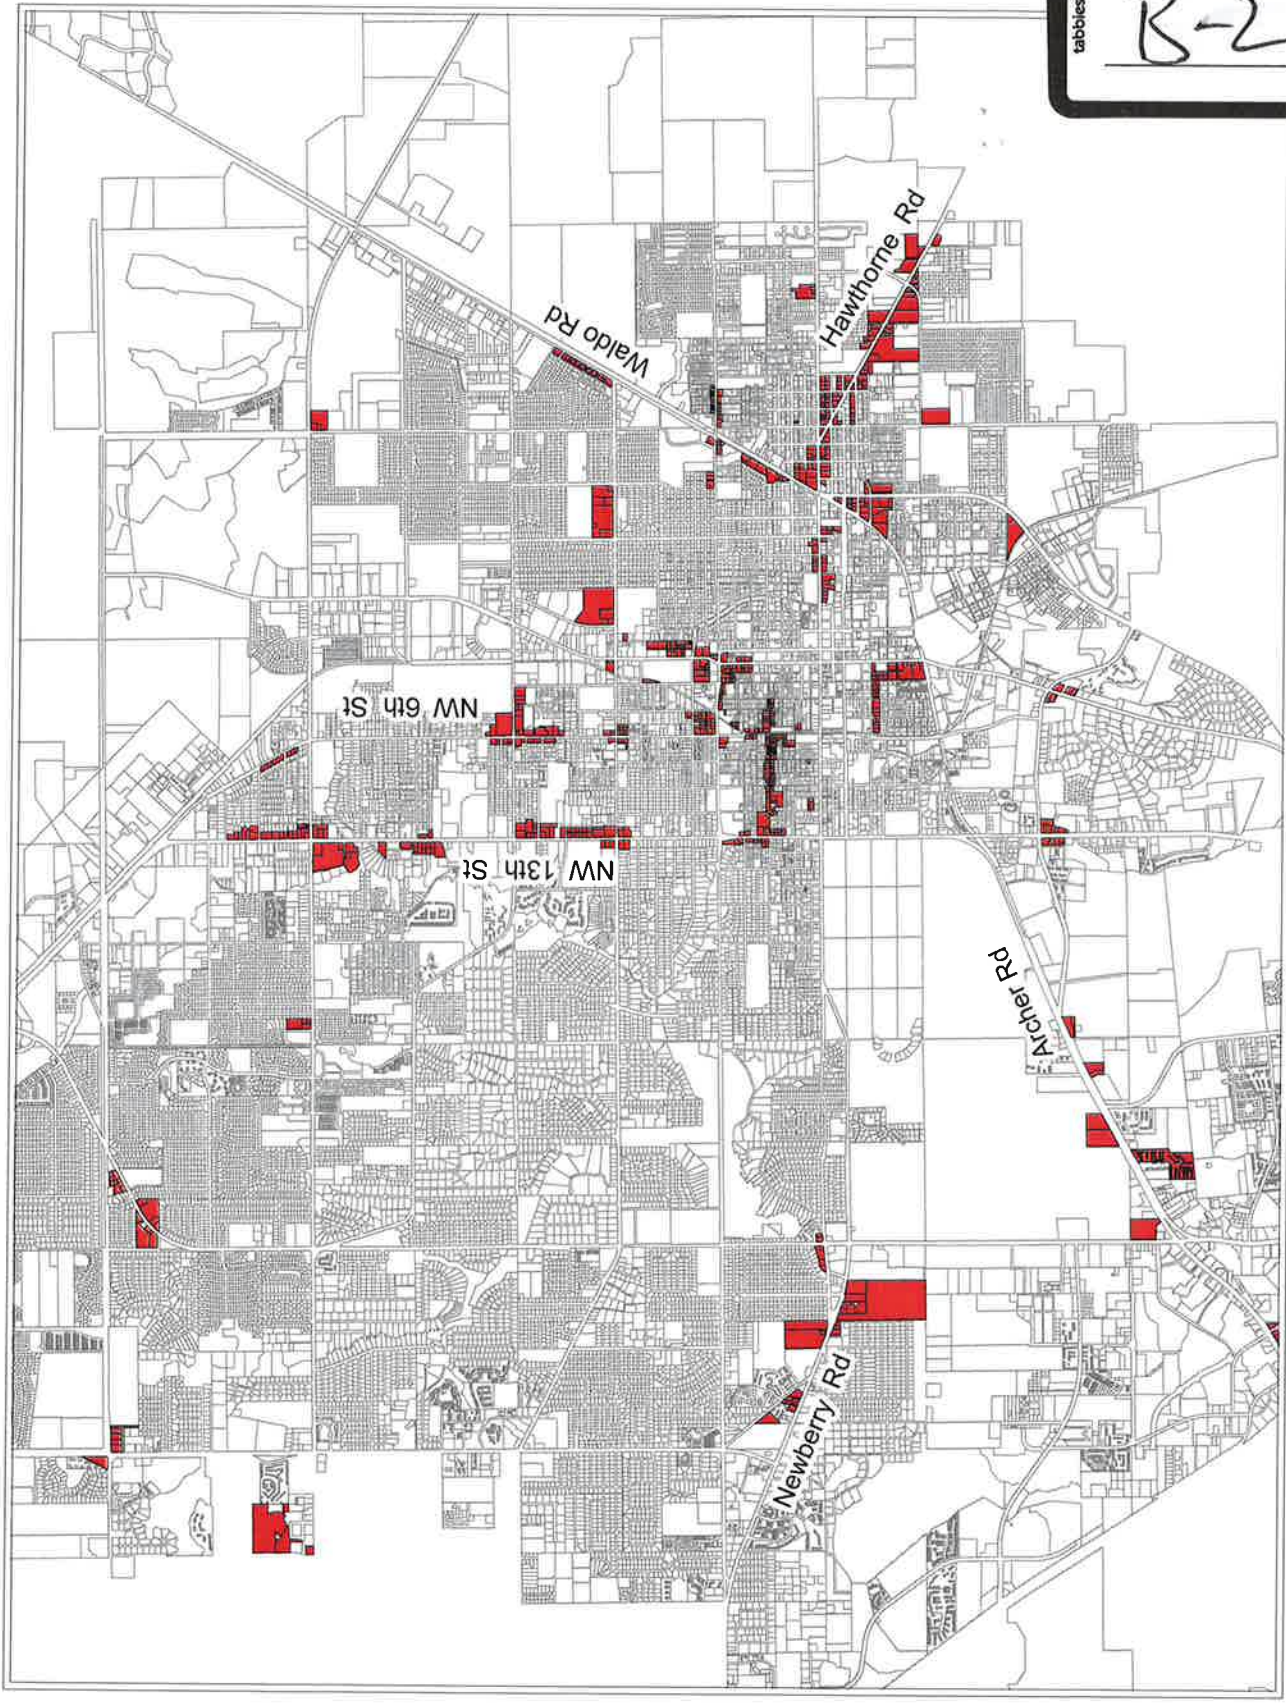 tabbies
B-2
Hawthorne Rd
Waldo Rd
NW 6th St
NW 13th St
Archer Rd
Newberry Rd